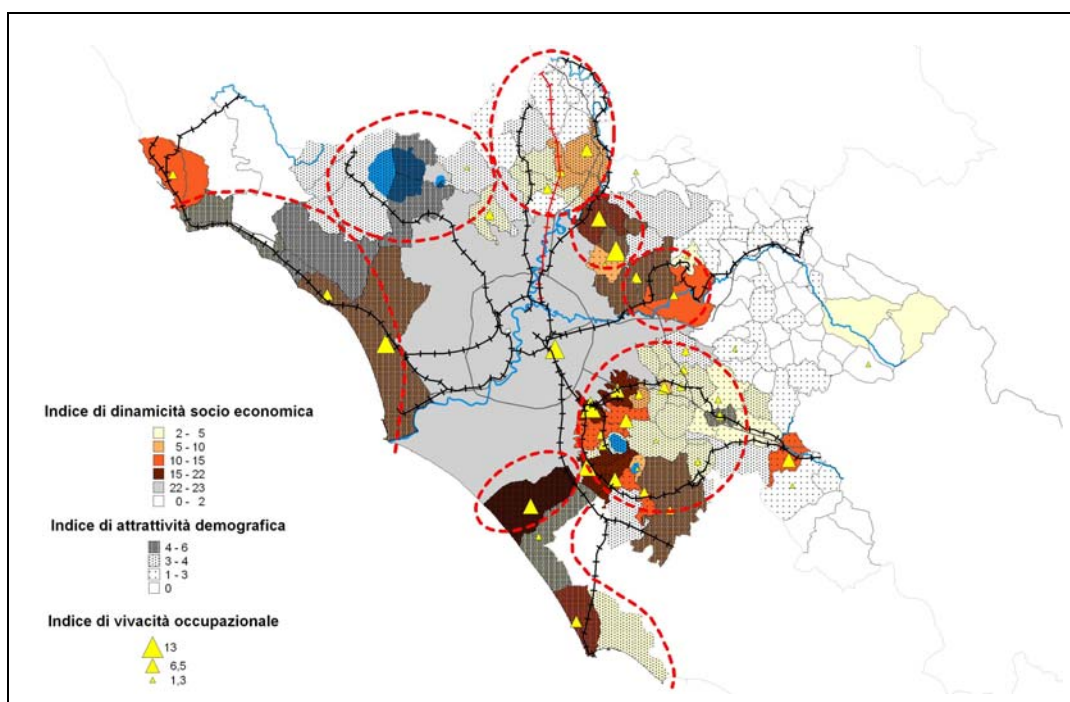 Indice di dinamicità socio economica
2 - 5
5 - 10
10 - 15
15 - 22
22 - 23
0 - 2
Indice di attrattività demografica
4 - 6
3 - 4
1 - 3
0
Indice di vivacità occupazionale
13
6,5
1,3